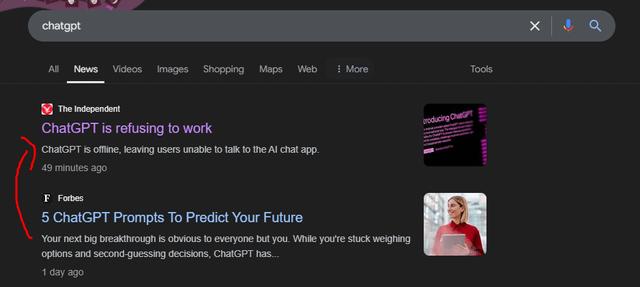 chatgpt
All News Videos Images Shopping Maps Web More Tools
The Independent
ChatGPT is refusing to work
ChatGPT is offline, leaving users unable to talk to the AI chat app.
49 minutes ago
troducing ChatGPT
F Forbes
5 ChatGPT Prompts To Predict Your Future
Your next big breakthrough is obvious to everyone but you. While you're stuck weighing
options and second-guessing decisions, ChatGPT has...
1 day ago